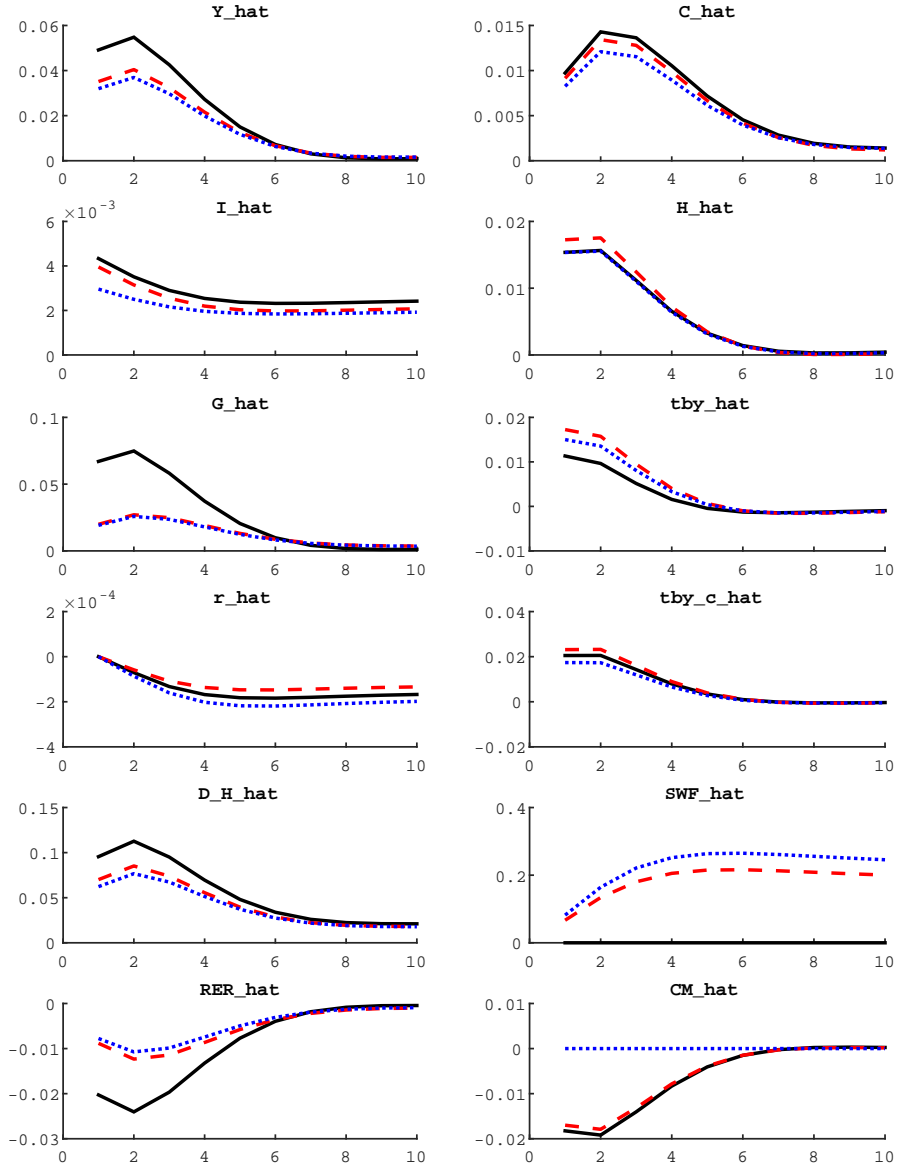 Y_hat
0.06
0.04
0.02
0
0 2 4 6 8 10
C_hat
0.015
0.01
0.005
0
0 2 4 6 8 10
I_hat
×10-3
6
4
2
0
0 2 4 6 8 10
H_hat
0.02
0.01
0
0 2 4 6 8 10
G_hat
0.1
0.05
0
0 2 4 6 8 10
tby_hat
0.02
0.01
0
-0.01
0 2 4 6 8 10
r_hat
×10-4
2
0
-2
-4
0 2 4 6 8 10
tby_c_hat
0.04
0.02
0
-0.02
0 2 4 6 8 10
D_H_hat
0.15
0.1
0.05
0
0 2 4 6 8 10
SWF_hat
0.4
0.2
0
0 2 4 6 8 10
RER_hat
0
-0.01
-0.02
-0.03
0 2 4 6 8 10
CM_hat
0.01
0
-0.01
-0.02
0 2 4 6 8 10